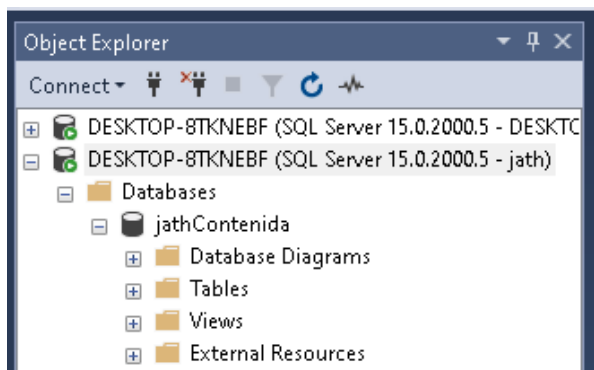 Object Explorer
Connect
DESKTOP-8TKNEBF (SQL Server 15.0.2000.5 - DESKTC
DESKTOP-8TKNEBF (SQL Server 15.0.2000.5 - jath)
Databases
jathContenida
Database Diagrams
Tables
Views
External Resources